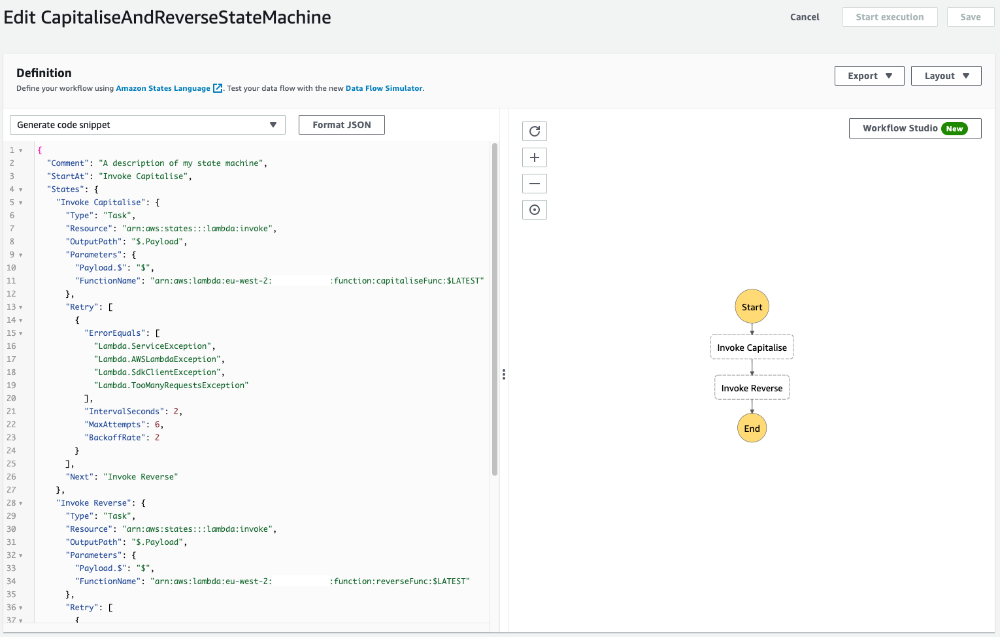 Edit CapitaliseAndReverseStateMachine
Cancel
Start execution
Save
Definition
Define your workflow using Amazon States Language. Test your data flow with the new Data Flow Simulator.
Export
Layout
Generate code snippet
Format JSON
Workflow Studio New
1 {
2 "Comment": "A description of my state machine",
3 "StartAt": "Invoke Capitalise",
4 "States": {
5 "Invoke Capitalise": {
6 "Type": "Task",
7 "Resource": "arn:aws:states:::lambda:invoke",
8 "OutputPath": "$.Payload",
9 "Parameters": {
10 "Payload.$": "$",
11 "FunctionName": "arn:aws:lambda:eu-west-2: :function:capitaliseFunc:$LATEST"
12 },
13 "Retry": [
14 {
15 "ErrorEquals": [
16 "Lambda.ServiceException",
17 "Lambda.AWSLambdaException",
18 "Lambda.SdkClientException",
19 "Lambda.TooManyRequestsException"
20 ],
21 "IntervalSeconds": 2,
22 "MaxAttempts": 6,
23 "BackoffRate": 2
24 }
25 ],
26 "Next": "Invoke Reverse"
27 },
28 "Invoke Reverse": {
29 "Type": "Task",
30 "Resource": "arn:aws:states:::lambda:invoke",
31 "OutputPath": "$.Payload",
32 "Parameters": {
33 "Payload.$": "$",
34 "FunctionName": "arn:aws:lambda:eu-west-2: :function:reverseFunc:$LATEST"
35 },
36 "Retry": [
37 {
Start
Invoke Capitalise
Invoke Reverse
End